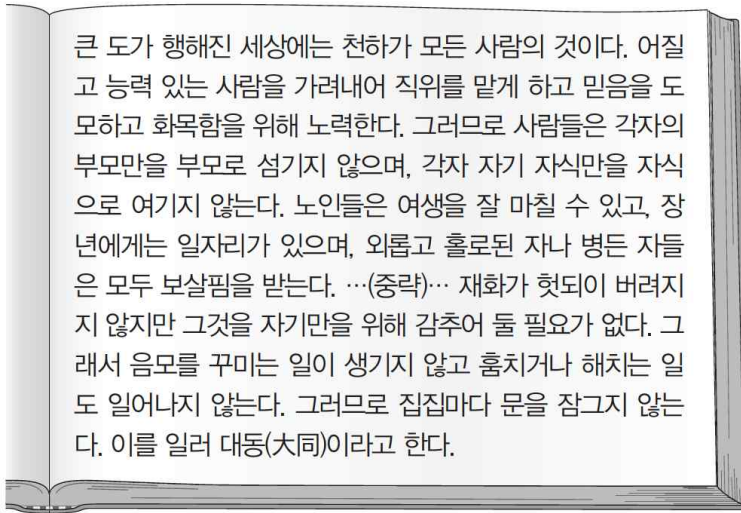 큰 도가 행해진 세상에는 천하가 모든 사람의 것이다. 어질
고 능력 있는 사람을 가려내어 직위를 맡게 하고 믿음을 도
모하고 화목함을 위해 노력한다. 그러므로 사람들은 각자의
부모만을 부모로 섬기지 않으며, 각자 자기 자식만을 자식
으로 여기지 않는다. 노인들은 여생을 잘 마칠 수 있고, 장
년에게는 일자리가 있으며, 외롭고 홀로된 자나 병든 자들
은 모두 보살핌을 받는다. …(중략)… 재화가 헛되이 버려지
지 않지만 그것을 자기만을 위해 감추어 둘 필요가 없다. 그
래서 음모를 꾸미는 일이 생기지 않고 훔치거나 해치는 일
도 일어나지 않는다. 그러므로 집집마다 문을 잠그지 않는
다. 이를 일러 대동(大同)이라고 한다.